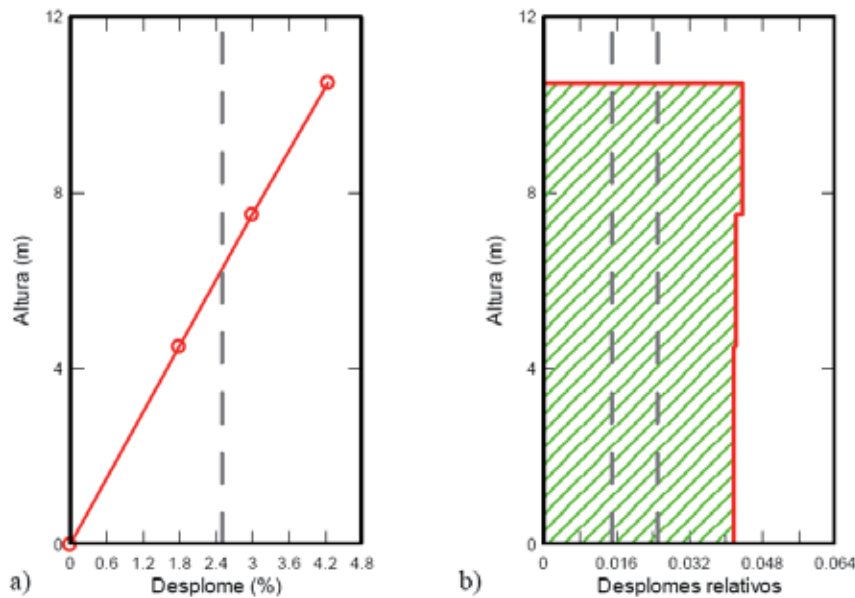 12
8
4
0
Altura (m)
0 0.6 1.2 1.8 2.4 3 3.6 4.2 4.8
Desplome (%)
a)
12
8
4
0
Altura (m)
0 0.016 0.032 0.048 0.064
Desplomes relativos
b)